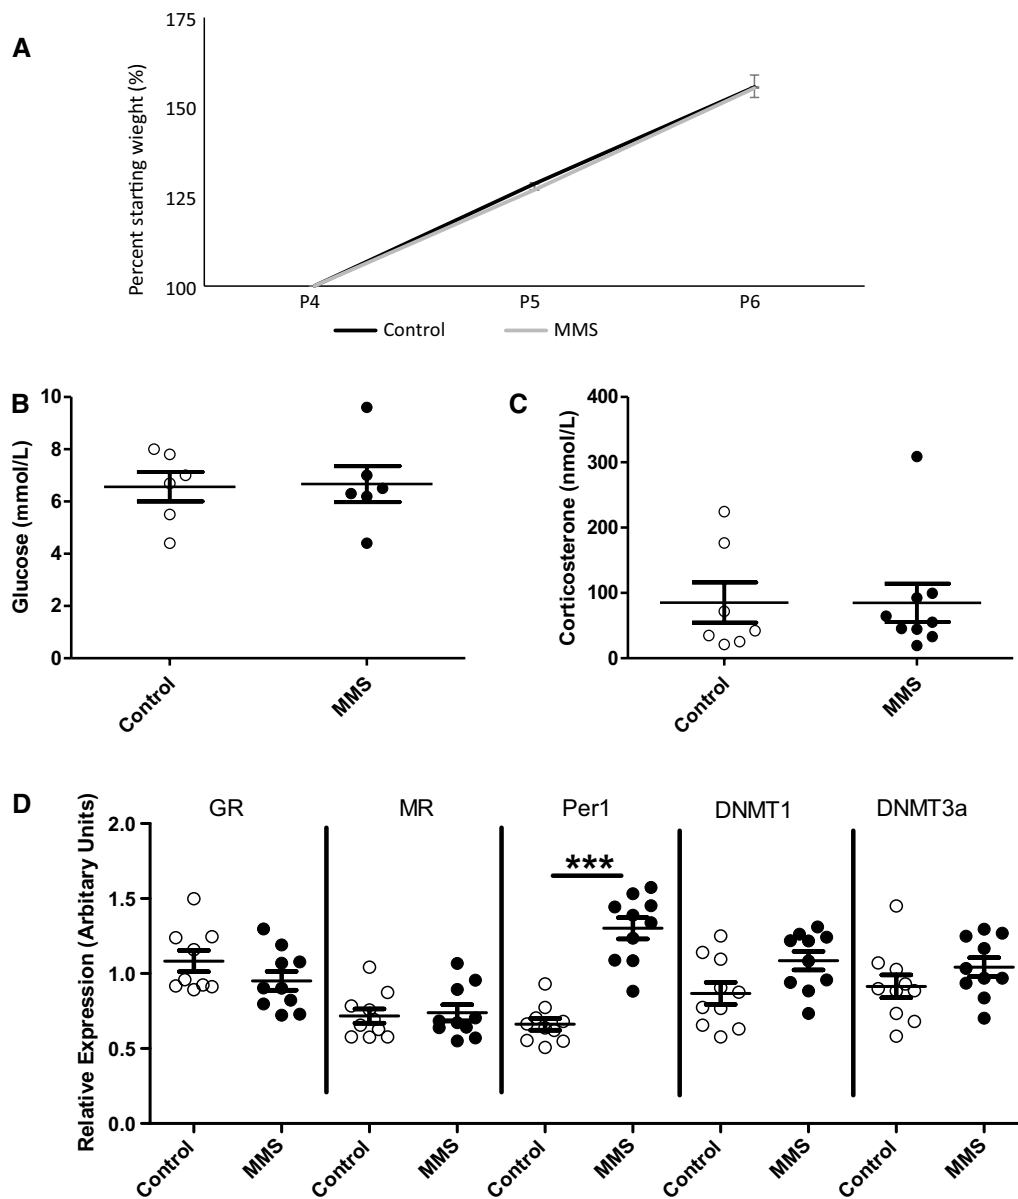 A
Percent starting wieght (%)
175
150
125
100
P4 P5 P6
Control MMS
B
Glucose (mmol/L)
10
8
6
4
2
0
Control MMS
C
Corticosterone (nmol/L)
400
300
200
100
0
Control MMS
D
Relative Expression (Arbitary Units)
GR MR Per1 DNMT1 DNMT3a
2.0
1.5
1.0
0.5
0.0
***
Control MMS Control MMS Control MMS Control MMS Control MMS